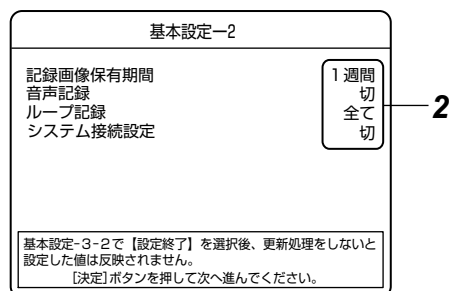 基本設定ー2
記録画像保有期間 1週間
音声記録 切
ループ記録 全て
システム接続設定 切
2
基本設定-3-2で【設定終了】を選択後、更新処理をしないと
設定した値は反映されません。
[決定]ボタンを押して次へ進んでください。